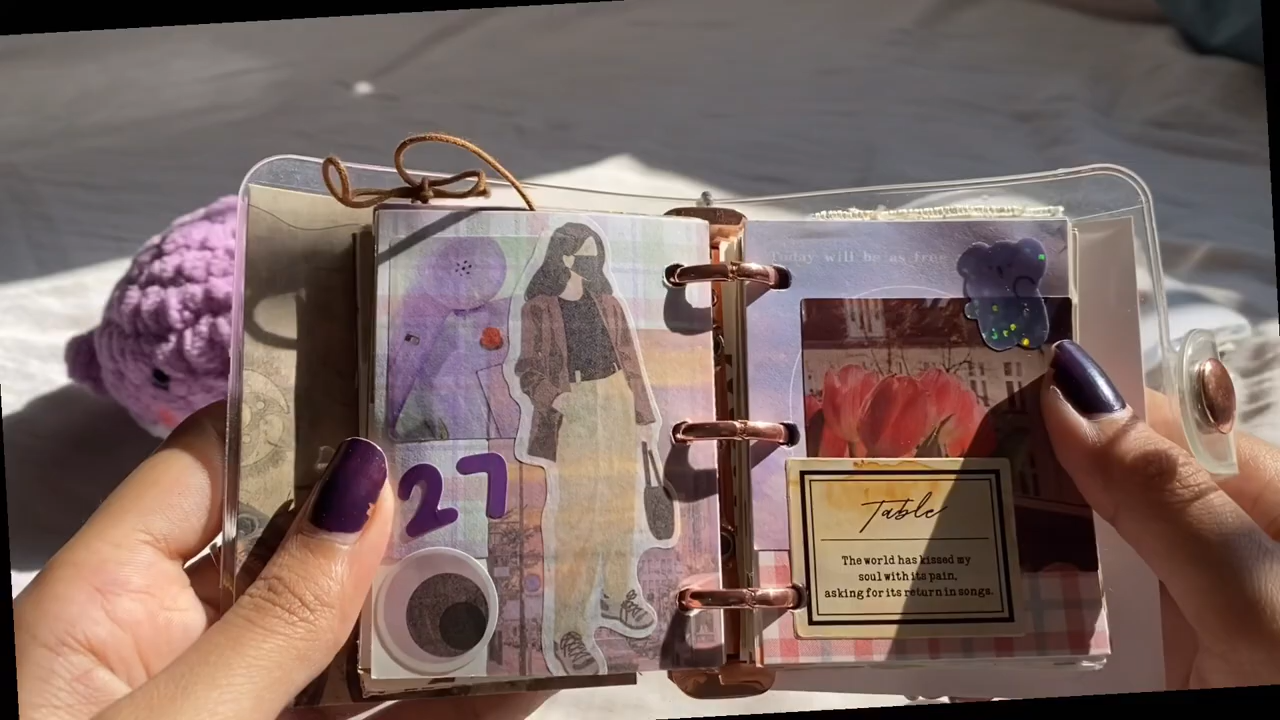 27
Today will be as free
Table
The world has kissed my
soul with its pain,
asking for its return in songs.